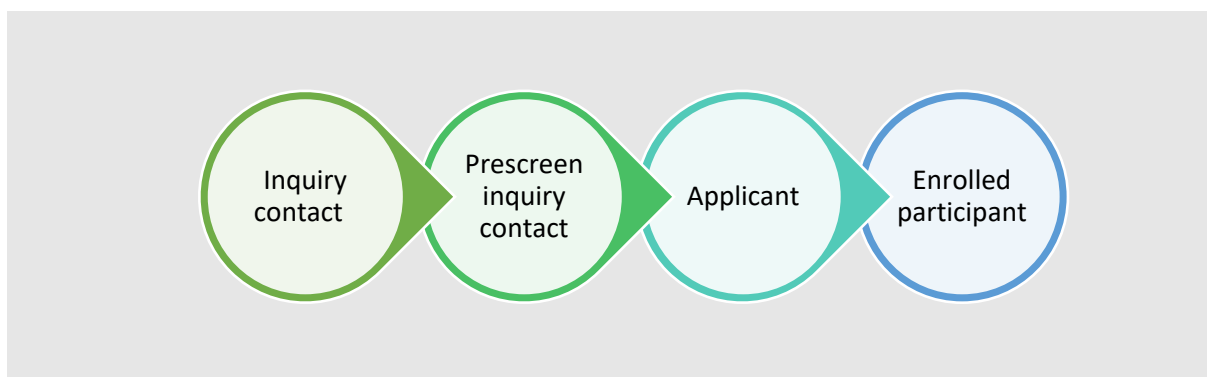 Inquiry
contact
Prescreen
inquiry
contact
Applicant
Enrolled
participant